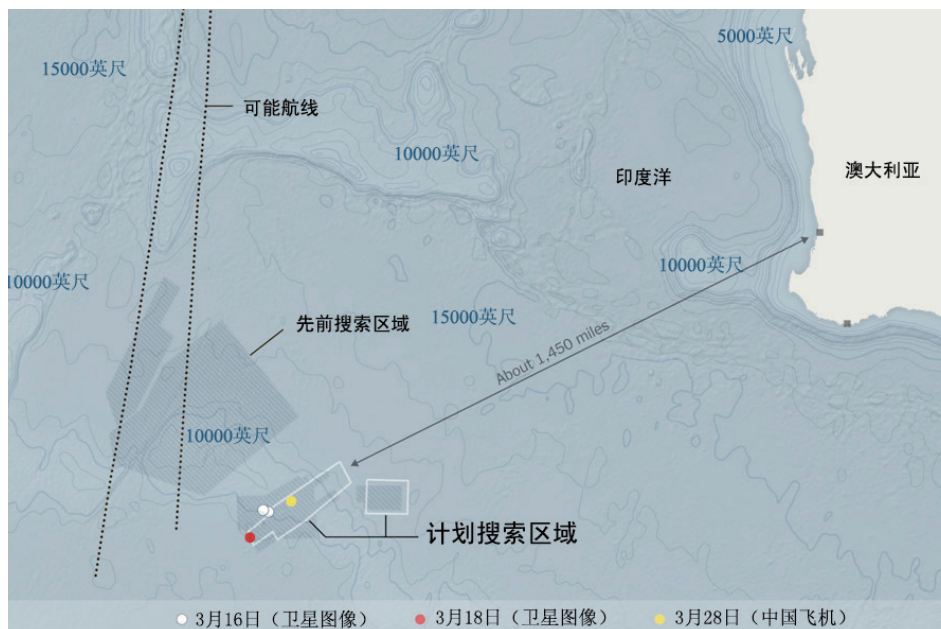 5000英尺
15000英尺
可能航线
10000英尺
印度洋
澳大利亚
10000英尺
10000英尺
15000英尺
先前搜索区域
About 1,450 miles
10000英尺
计划搜索区域
3月16日（卫星图像）
3月18日（卫星图像）
3月28日（中国飞机）